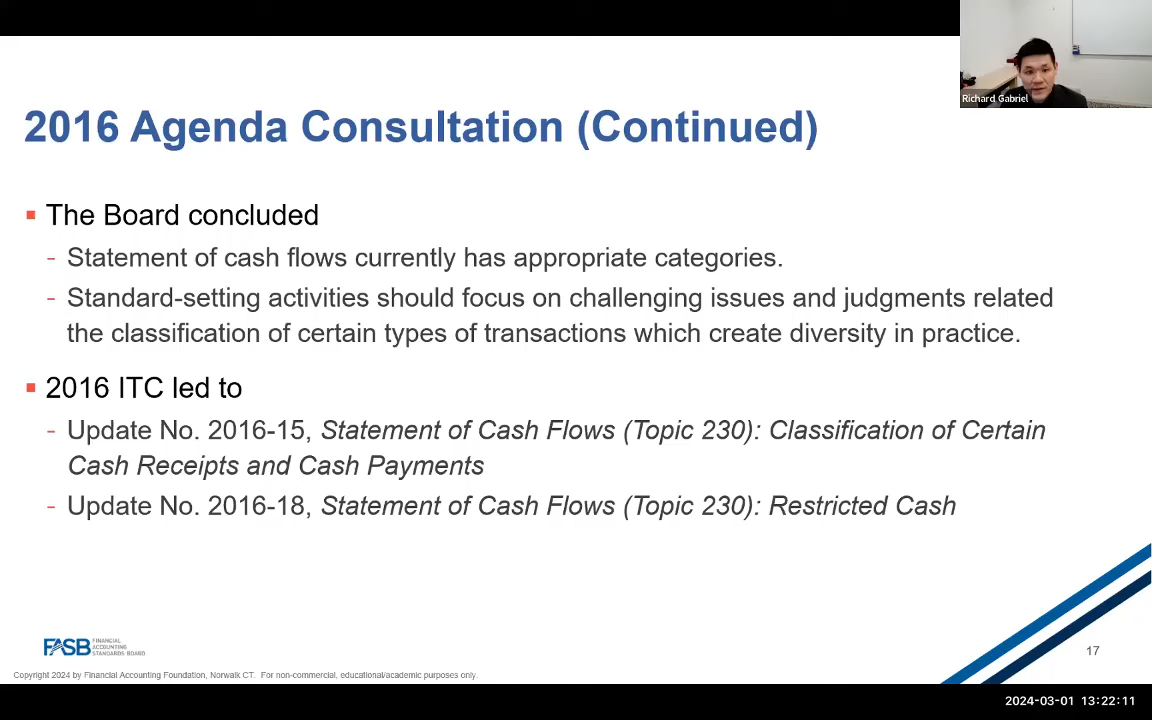 Richard Gabriel
2016 Agenda Consultation (Continued)
The Board concluded
- Statement of cash flows currently has appropriate categories.
- Standard-setting activities should focus on challenging issues and judgments related
the classification of certain types of transactions which create diversity in practice.
2016 ITC led to
- Update No. 2016-15, Statement of Cash Flows (Topic 230): Classification of Certain
Cash Receipts and Cash Payments
- Update No. 2016-18, Statement of Cash Flows (Topic 230): Restricted Cash
FASB
FINANCIAL
ACCOUNTING
STANDARDS BOARD
17
Copyright 2024 by Financial Accounting Foundation, Norwalk CT. For non-commercial, educational/academic purposes only.
2024-03-01 13:22:11